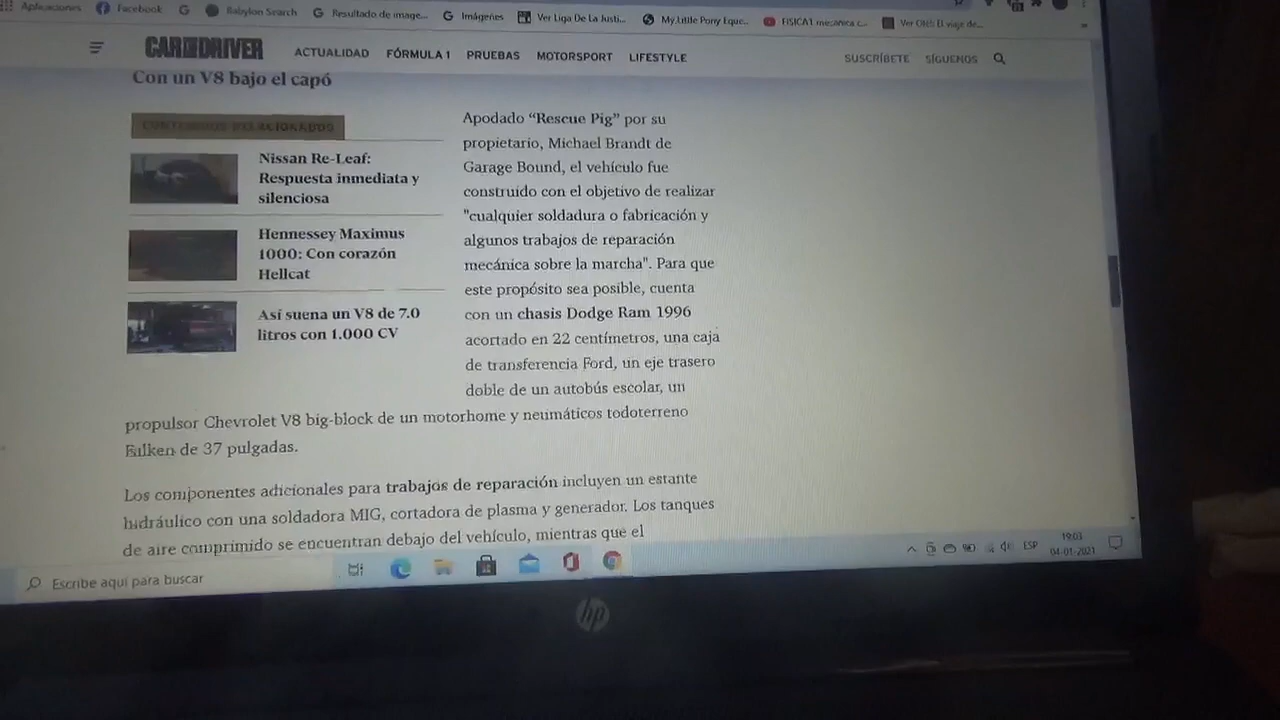 Aplicaciones Facebook G Babylon Search G Resultado de image... G Imágenes Ver Liga De La Justi... My Little Pony Eque... FISICA1 mecánica c... Ver Olé! El viaje de...
CAR AND DRIVER ACTUALIDAD FÓRMULA 1 PRUEBAS MOTORSPORT LIFESTYLE SUSCRÍBETE SÍGUENOS
Con un V8 bajo el capó
CONTENIDOS RELACIONADOS
Nissan Re-Leaf:
Respuesta inmediata y
silenciosa
Hennessey Maximus
1000: Con corazón
Hellcat
Así suena un V8 de 7.0
litros con 1.000 CV
Apodado “Rescue Pig” por su
propietario, Michael Brandt de
Garage Bound, el vehículo fue
construido con el objetivo de realizar
"cualquier soldadura o fabricación y
algunos trabajos de reparación
mecánica sobre la marcha". Para que
este propósito sea posible, cuenta
con un chasis Dodge Ram 1996
acortado en 22 centímetros, una caja
de transferencia Ford, un eje trasero
doble de un autobús escolar, un
propulsor Chevrolet V8 big-block de un motorhome y neumáticos todoterreno
Falken de 37 pulgadas.
Los componentes adicionales para trabajos de reparación incluyen un estante
hidráulico con una soldadora MIG, cortadora de plasma y generador. Los tanques
de aire comprimido se encuentran debajo del vehículo, mientras que el
Escribe aquí para buscar
ESP
19:03
04-01-2021
hp